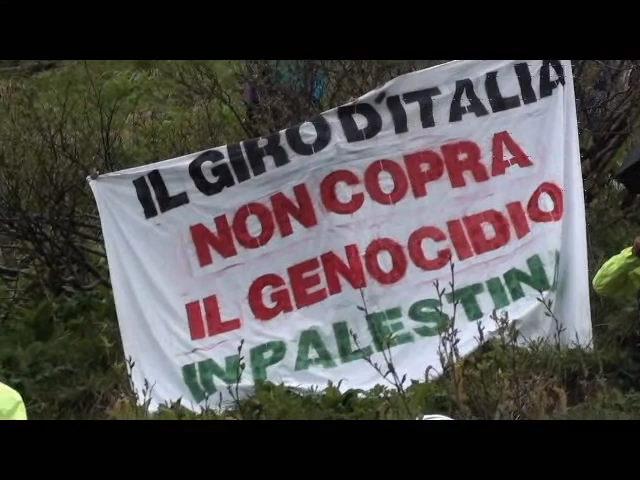 IL GIRO D'ITALIA
NON COPRA
IL GENOCIDIO
IN PALESTINA